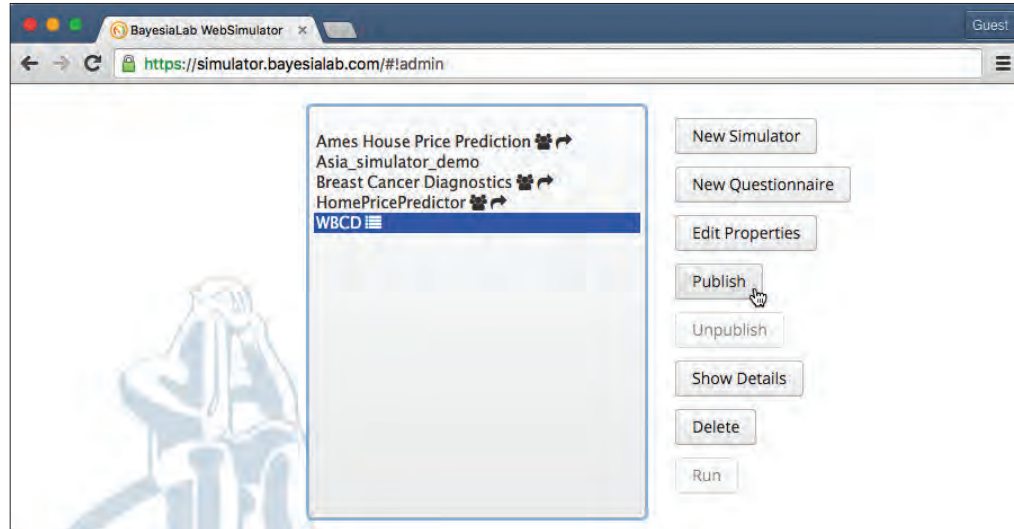 BayesiaLab WebSimulator
Guest
https://simulator.bayesialab.com/#!admin
Ames House Price Prediction
Asia_simulator_demo
Breast Cancer Diagnostics
HomePricePredictor
WBCD
New Simulator
New Questionnaire
Edit Properties
Publish
Unpublish
Show Details
Delete
Run